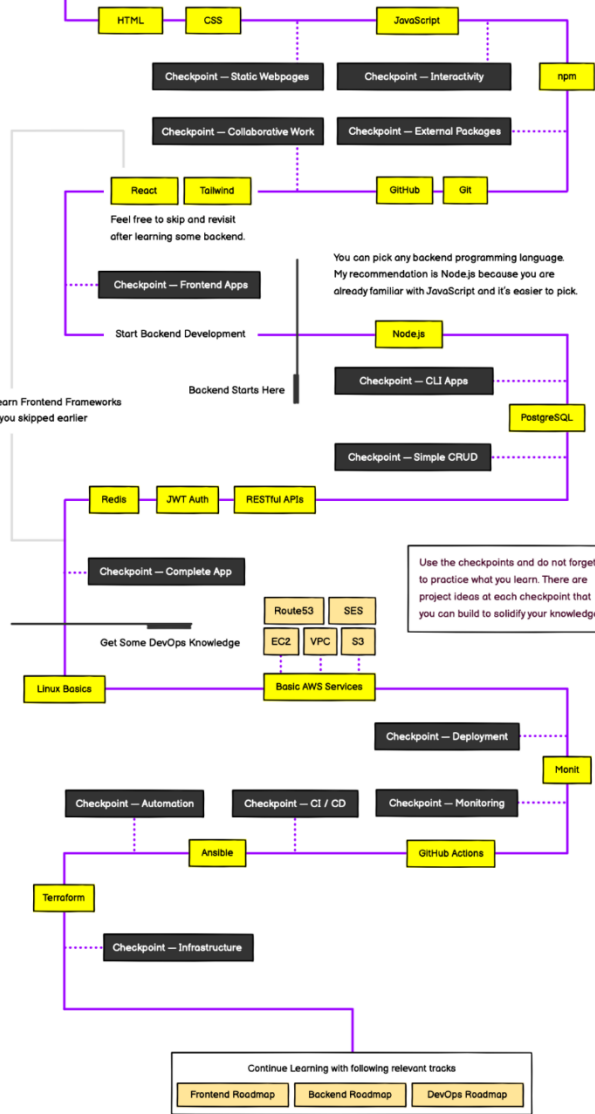 HTML
CSS
JavaScript
Checkpoint — Static Webpages
Checkpoint — Interactivity
npm
Checkpoint — Collaborative Work
Checkpoint — External Packages
React
Tailwind
GitHub
Git
Feel free to skip and revisit
after learning some backend.
You can pick any backend programming language.
My recommendation is Node.js because you are
already familiar with JavaScript and it's easier to pick.
Checkpoint — Frontend Apps
Start Backend Development
Node.js
Backend Starts Here
Checkpoint — CLI Apps
earn Frontend Frameworks
you skipped earlier
PostgreSQL
Checkpoint — Simple CRUD
Redis
JWT Auth
RESTful APIs
Checkpoint — Complete App
Use the checkpoints and do not forget
to practice what you learn. There are
project ideas at each checkpoint that
you can build to solidify your knowledge
Get Some DevOps Knowledge
Route53
SES
EC2
VPC
S3
Linux Basics
Basic AWS Services
Checkpoint — Deployment
Monit
Checkpoint — Automation
Checkpoint — CI / CD
Checkpoint — Monitoring
Ansible
GitHub Actions
Terraform
Checkpoint — Infrastructure
Continue Learning with following relevant tracks
Frontend Roadmap
Backend Roadmap
DevOps Roadmap